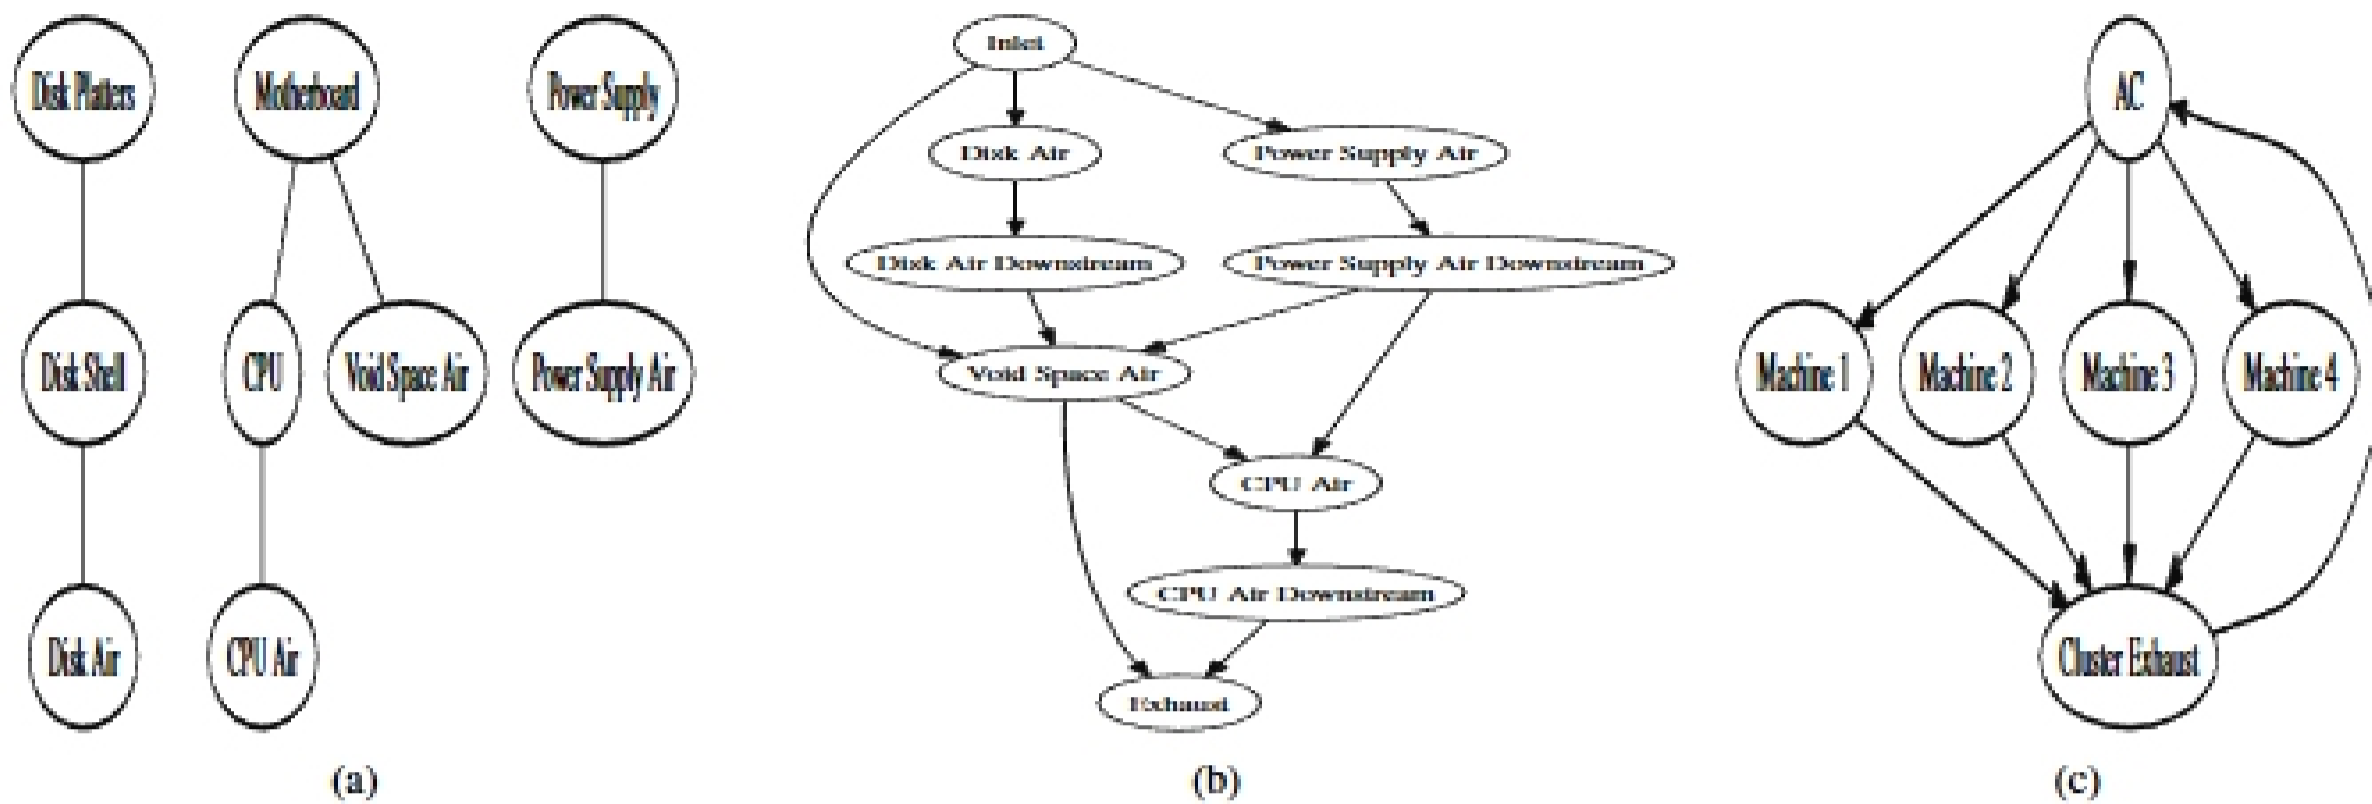 Disk Platters
Motherboard
Power Supply
Disk Shell
CPU
Void Space Air
Power Supply Air
Disk Air
CPU Air
(a)
Inlet
Disk Air
Power Supply Air
Disk Air Downstream
Power Supply Air Downstream
Void Space Air
CPU Air
CPU Air Downstream
Exhaust
(b)
AC
Machine 1
Machine 2
Machine 3
Machine 4
Cluster Exhaust
(c)